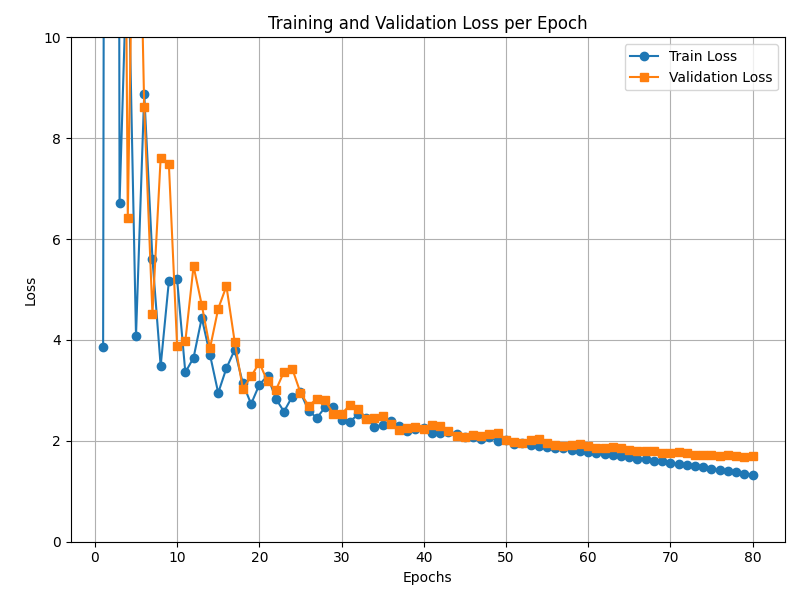 Training and Validation Loss per Epoch
Train Loss
Validation Loss
10
8
6
4
2
0
Loss
0 10 20 30 40 50 60 70 80
Epochs